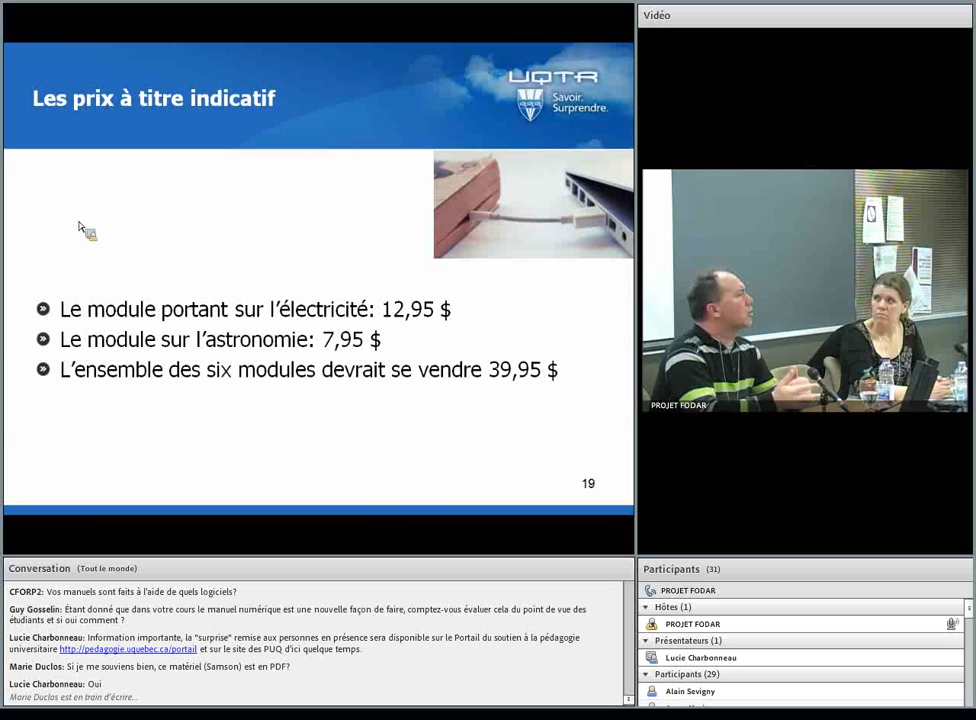 Les prix à titre indicatif
UQTR
Savoir.
Surprendre.
Le module portant sur l'électricité: 12,95 $
Le module sur l'astronomie: 7,95 $
L'ensemble des six modules devrait se vendre 39,95 $
19
Vidéo
PROJET FODAR
Conversation (Tout le monde)
CFORP2: Vos manuels sont faits à l'aide de quels logiciels?
Guy Gosselin: Étant donné que dans votre cours le manuel numérique est une nouvelle façon de faire, comptez-vous évaluer cela du point de vue des
étudiants et si oui comment ?
Lucie Charbonneau: Information importante, la "surprise" remise aux personnes en présence sera disponible sur le Portail du soutien à la pédagogie
universitaire http://pedagogie.uquebec.ca/portail et sur le site des PUQ d'ici quelque temps.
Marie Duclos: Si je me souviens bien, ce matériel (Samson) est en PDF?
Lucie Charbonneau: Oui
Marie Duclos est en train d'écrire...
Participants (31)
PROJET FODAR
Hôtes (1)
PROJET FODAR
Présentateurs (1)
Lucie Charbonneau
Participants (29)
Alain Sevigny